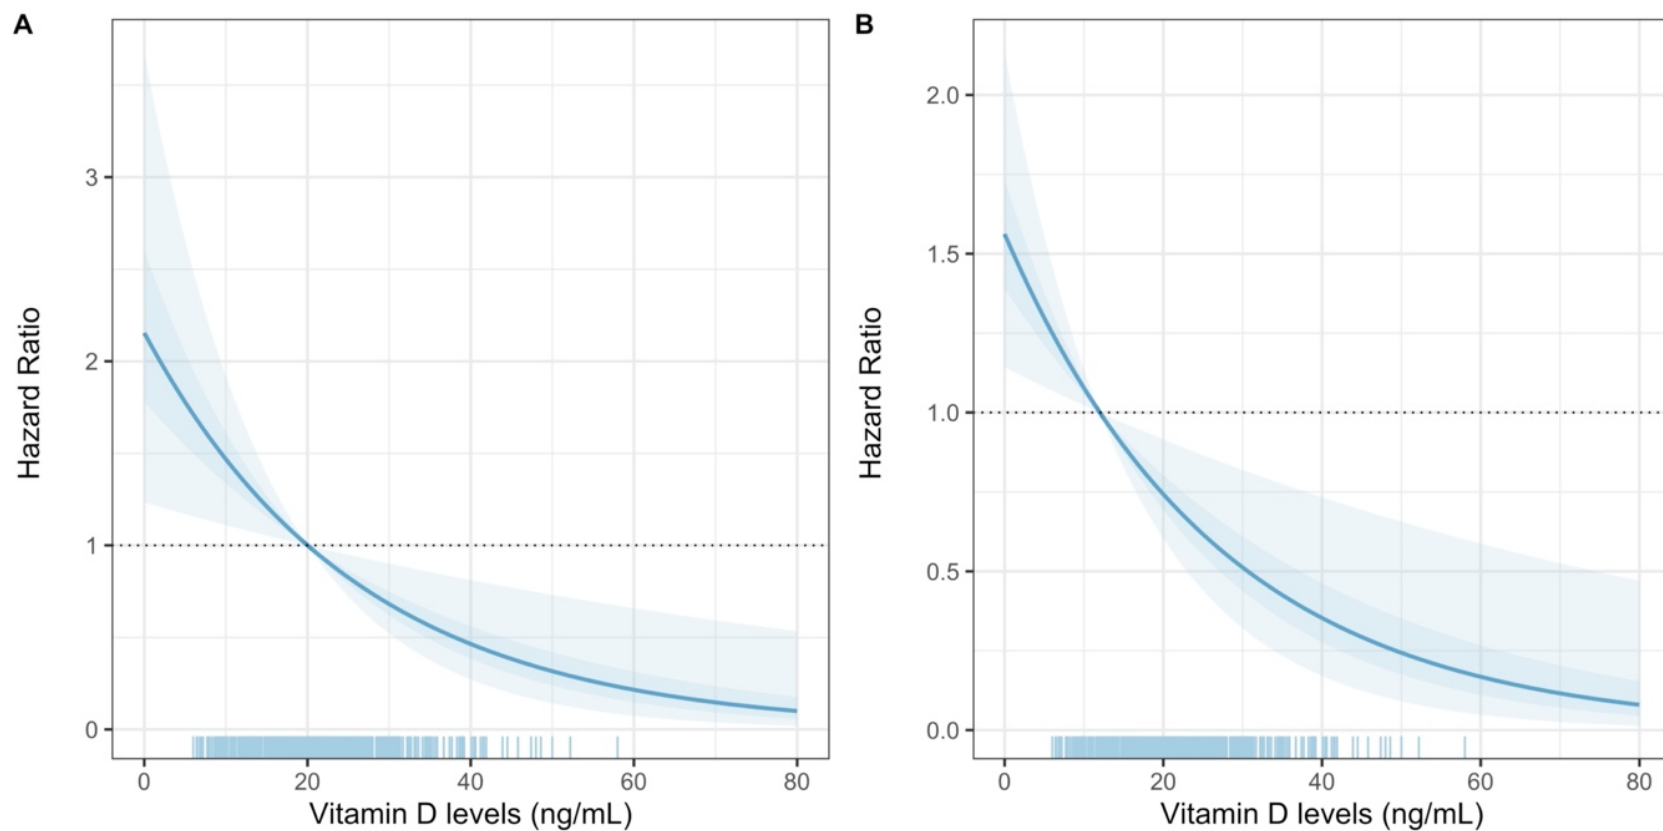 A
Hazard Ratio
3
2
1
0
0 20 40 60 80
Vitamin D levels (ng/mL)
B
Hazard Ratio
2.0
1.5
1.0
0.5
0.0
0 20 40 60 80
Vitamin D levels (ng/mL)